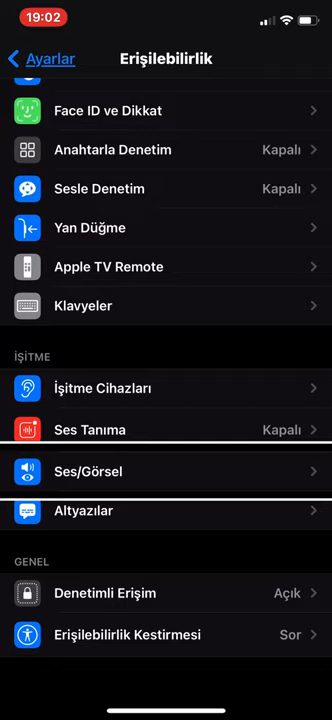 19:02
Ayarlar
Erişilebilirlik
Face ID ve Dikkat
Anahtarla Denetim Kapalı
Sesle Denetim Kapalı
Yan Düğme
Apple TV Remote
Klavyeler
İŞİTME
İşitme Cihazları
Ses Tanıma Kapalı
Ses/Görsel
Altyazılar
GENEL
Denetimli Erişim Açık
Erişilebilirlik Kestirmesi Sor